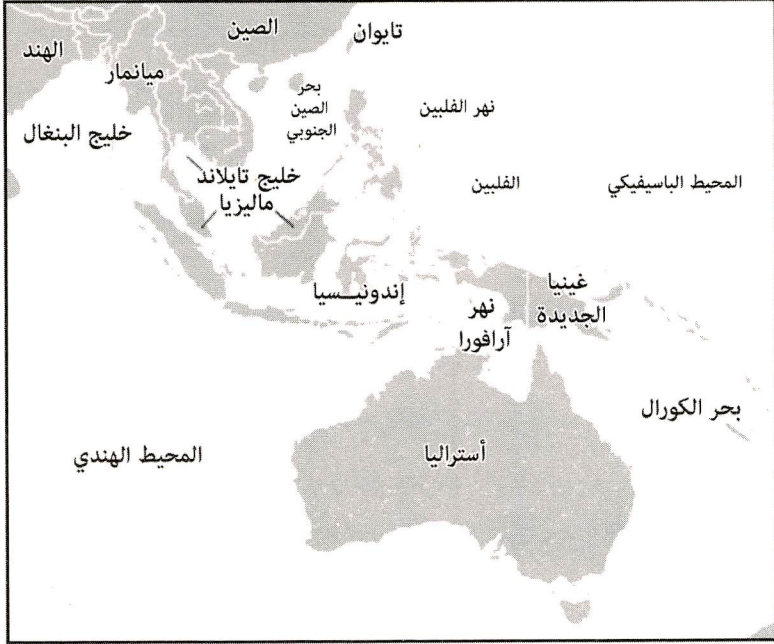 الصين
تايوان
الهند
ميانمار
بحر
الصين
الجنوبي
نهر الفلبين
خليج البنغال
خليج تايلاند
ماليزيا
الفلبين
المحيط الباسيفيكي
إندونيـسيا
غينيا
الجديدة
نهر
آرافورا
بحر الكورال
أستراليا
المحيط الهندي